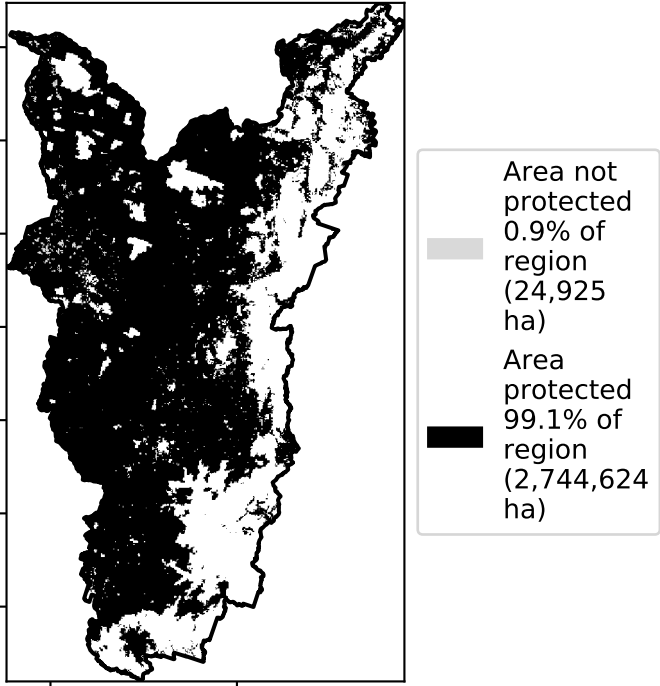 Area not
protected
0.9% of
region
(24,925
ha)
Area
protected
99.1% of
region
(2,744,624
ha)